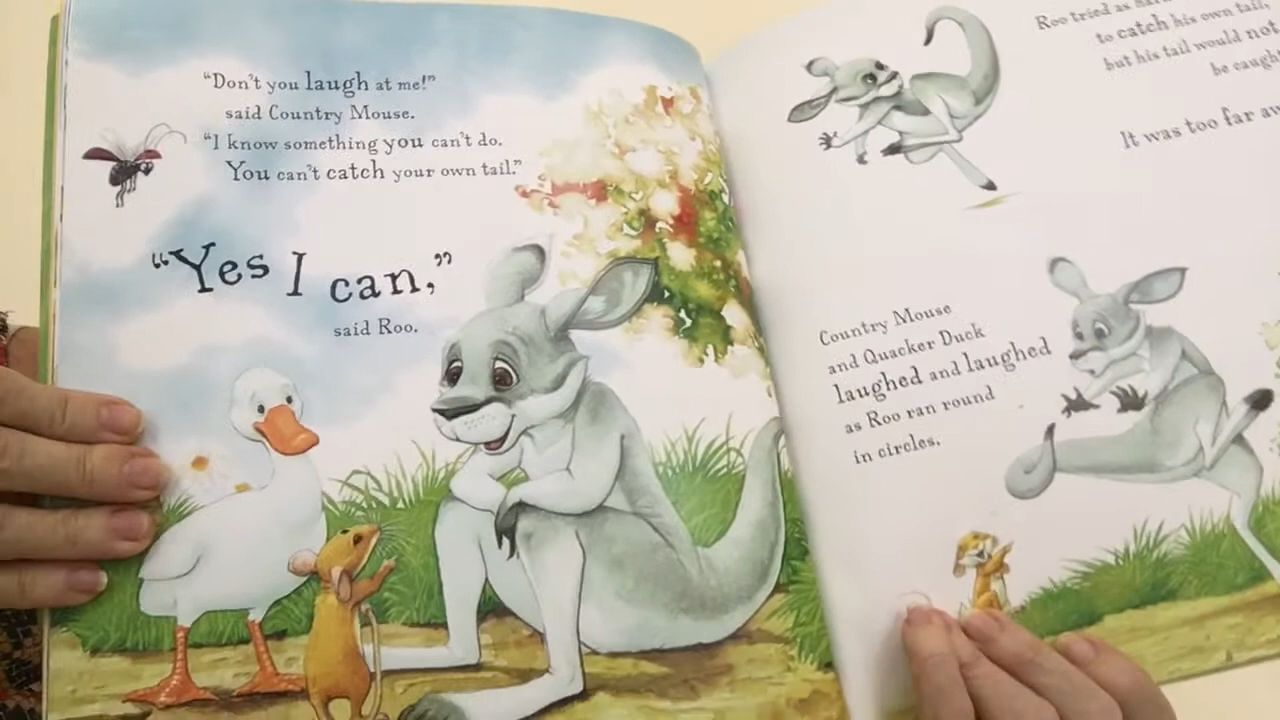 “Don’t you laugh at me!”
said Country Mouse.
“I know something you can’t do.
You can’t catch your own tail.”
“Yes I can,”
said Roo.
Roo tried as
to catch his own tail,
but his tail would not
be caught
It was too far
Country Mouse
and Quacker Duck
laughed and laughed
as Roo ran round
in circles.